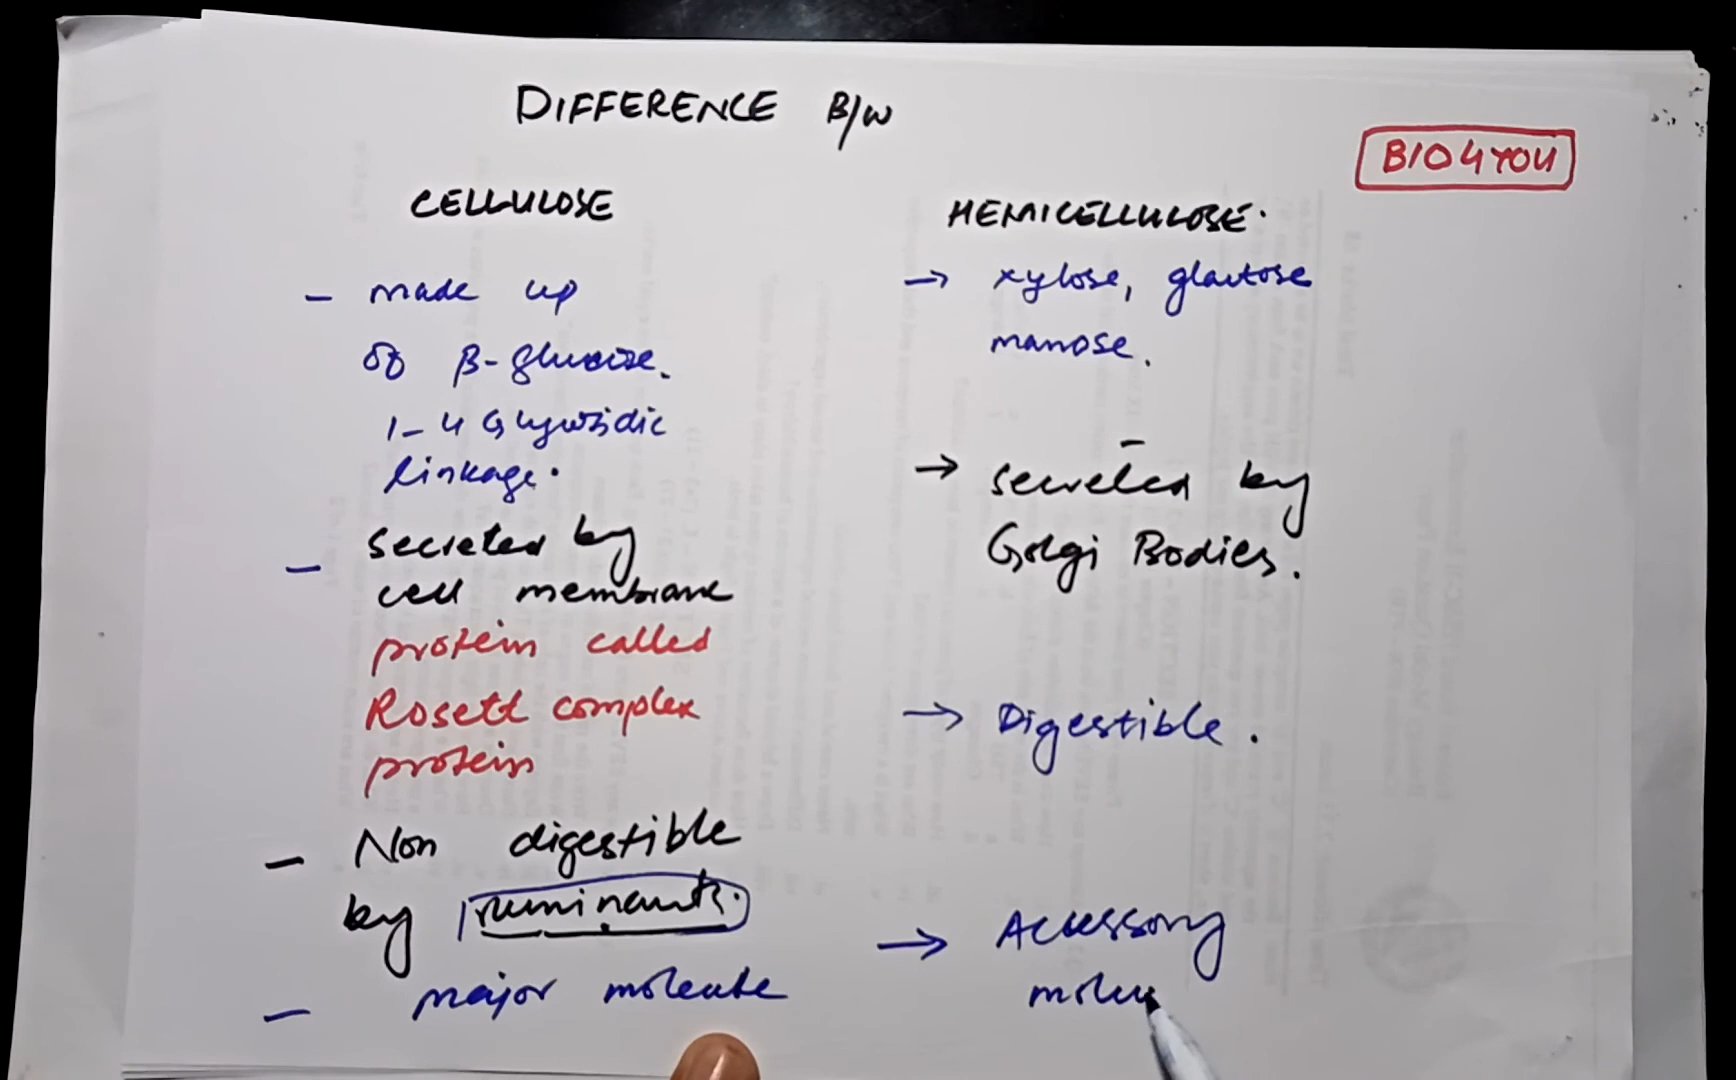 DIFFERENCE B/W
BIO4YOU
CELLULOSE
- made up
of β-glucose.
1-4 Glycosidic
linkage.
- secreted by
cell membrane
protein called
Rosett complex
protein
- Non digestible
by ruminants.
- major molecule
HEMICELLULOSE.
→ xylose, glactose
manose.
→ secreted by
Golgi Bodies.
→ Digestible.
→ Accessory
molu